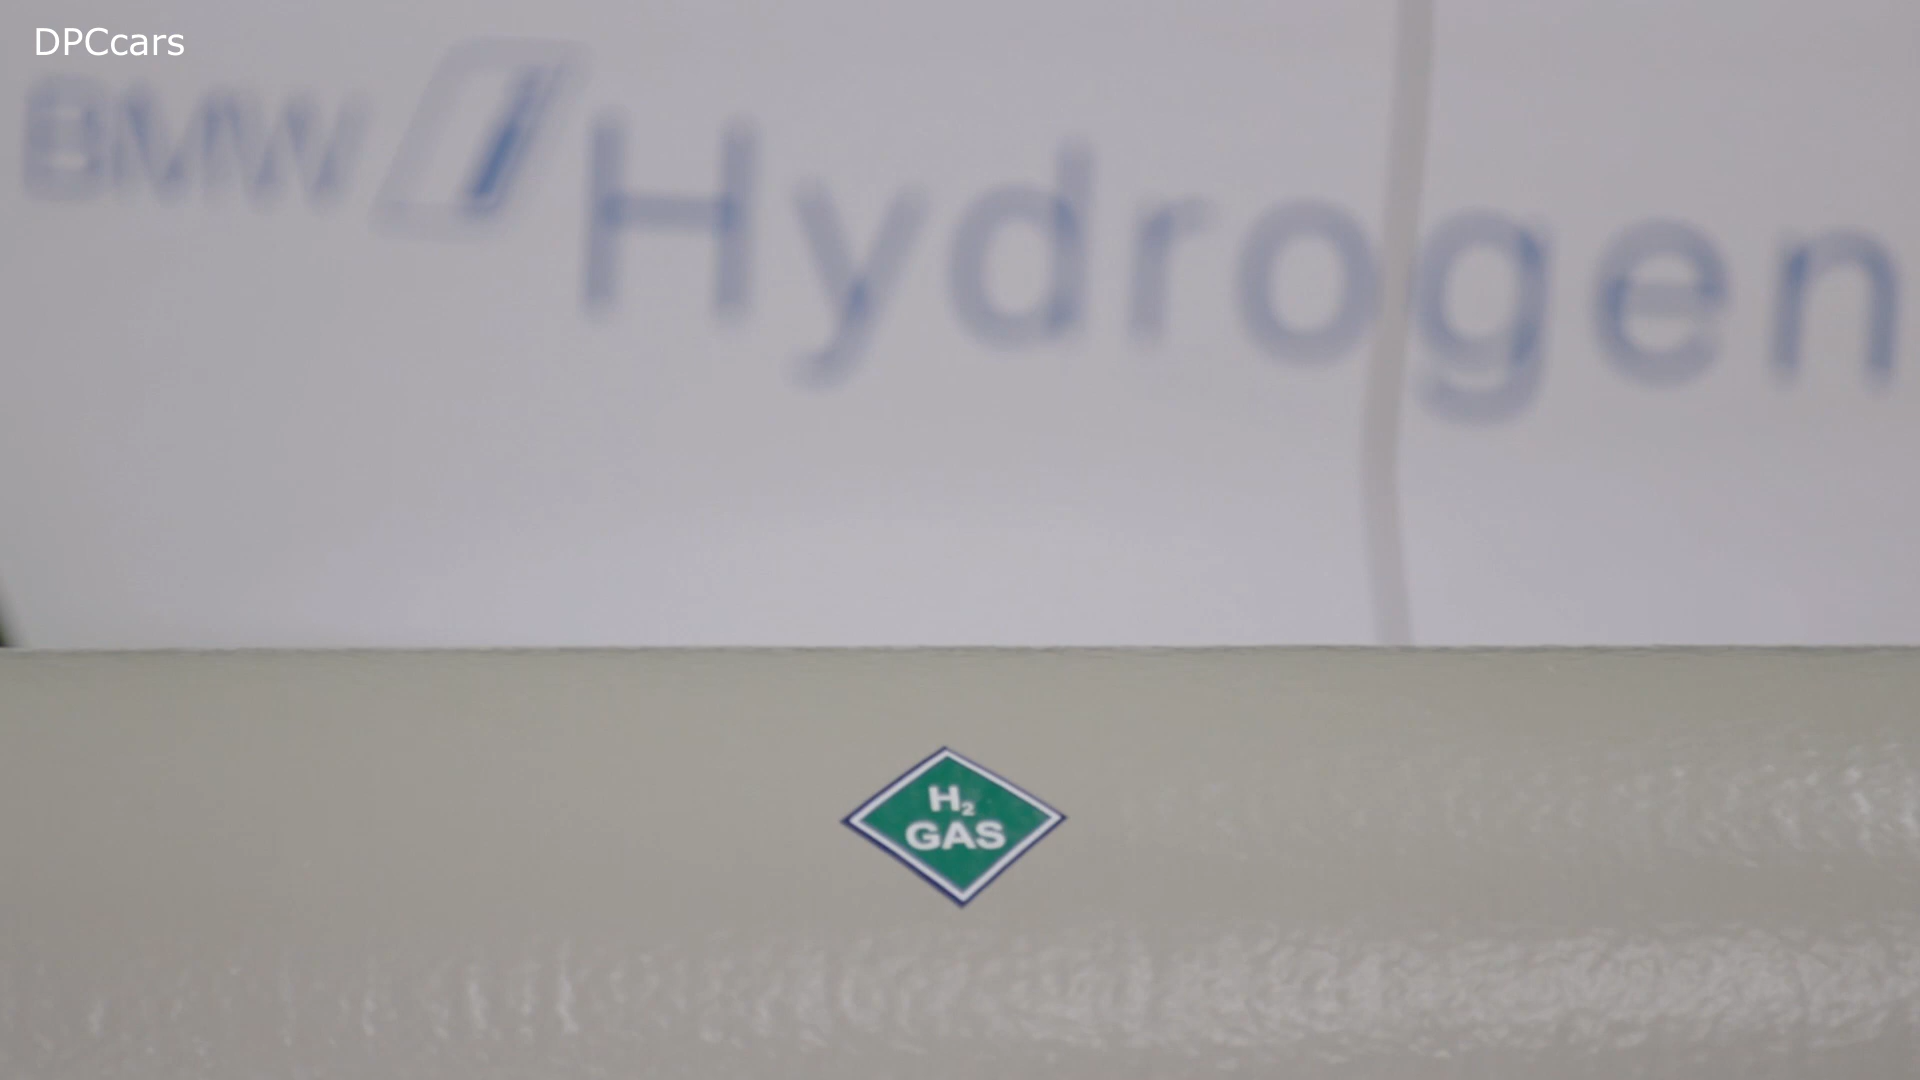 DPCcars
BMW Hydrogen
H₂
GAS